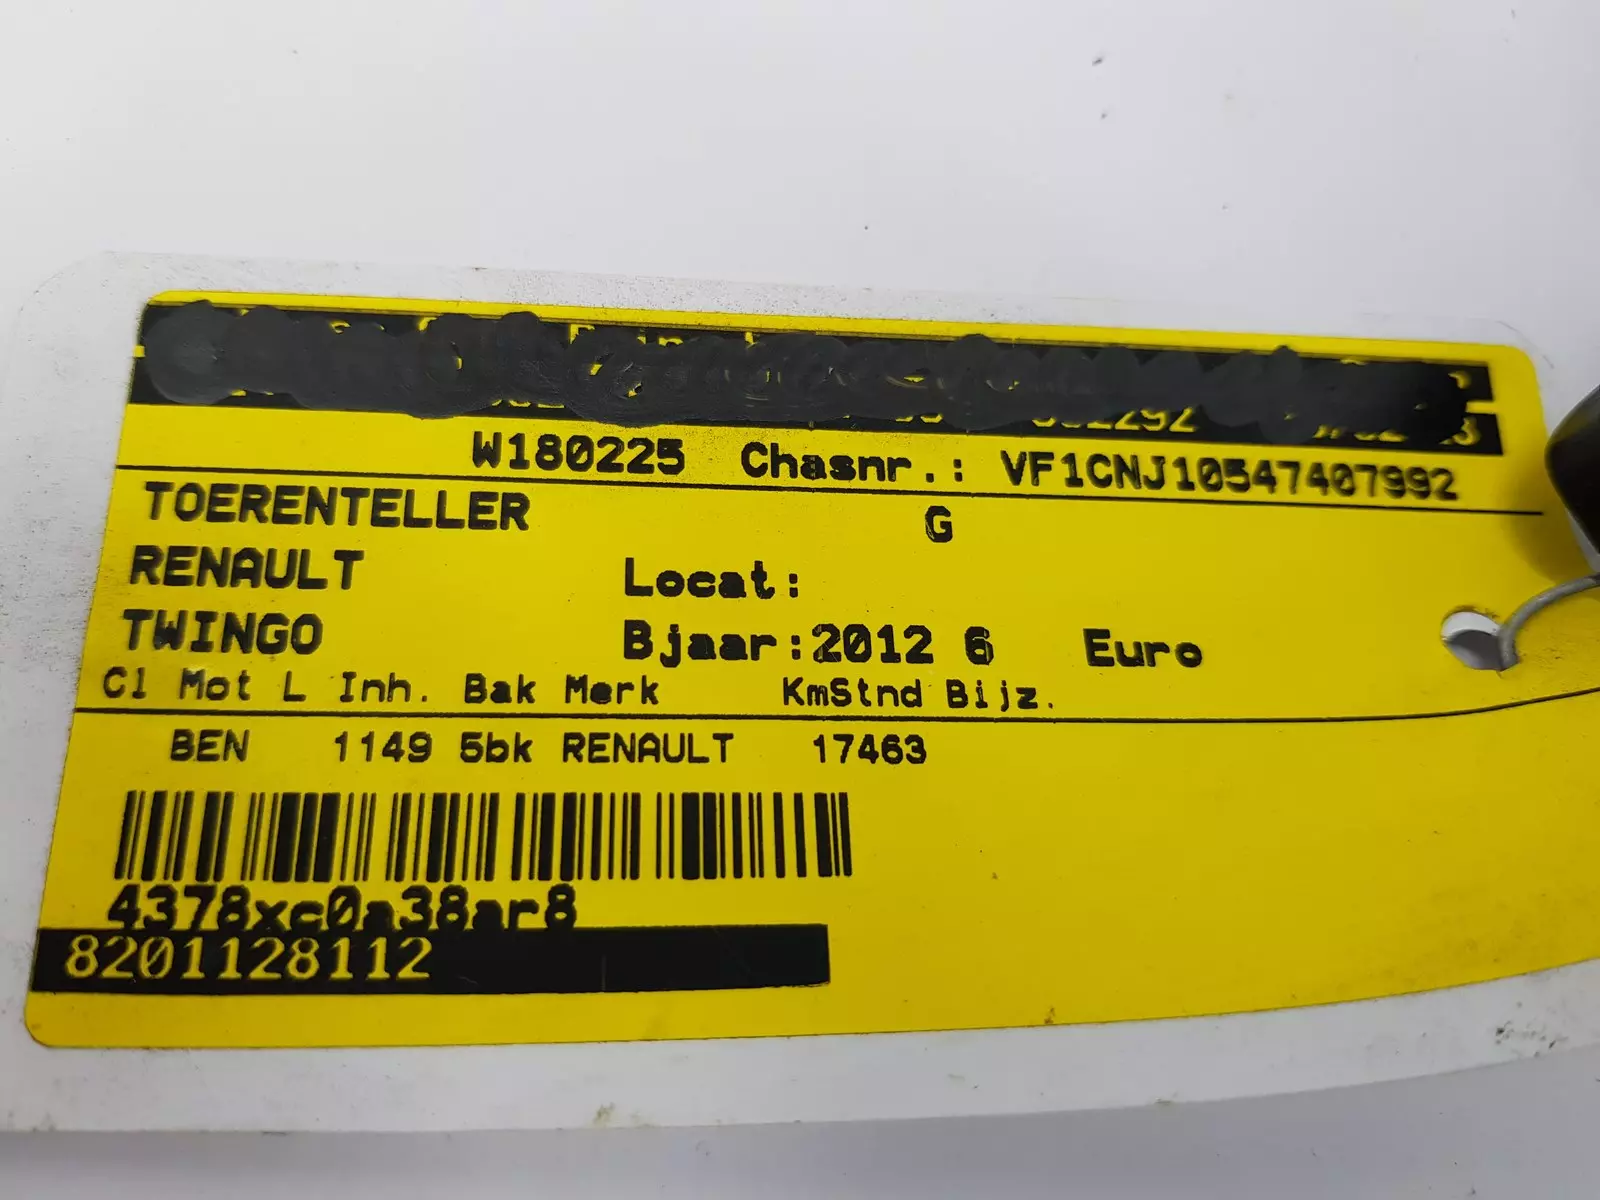 W180225 Chasnr.: VF1CNJ10547407992
TOERENTELLER G
RENAULT Locat:
TWINGO Bjaar:2012 6 Euro
Cl Mot L Inh. Bak Merk KmStnd Bijz.
BEN 1149 5bk RENAULT 17463
4378xc0a38ar8
8201128112